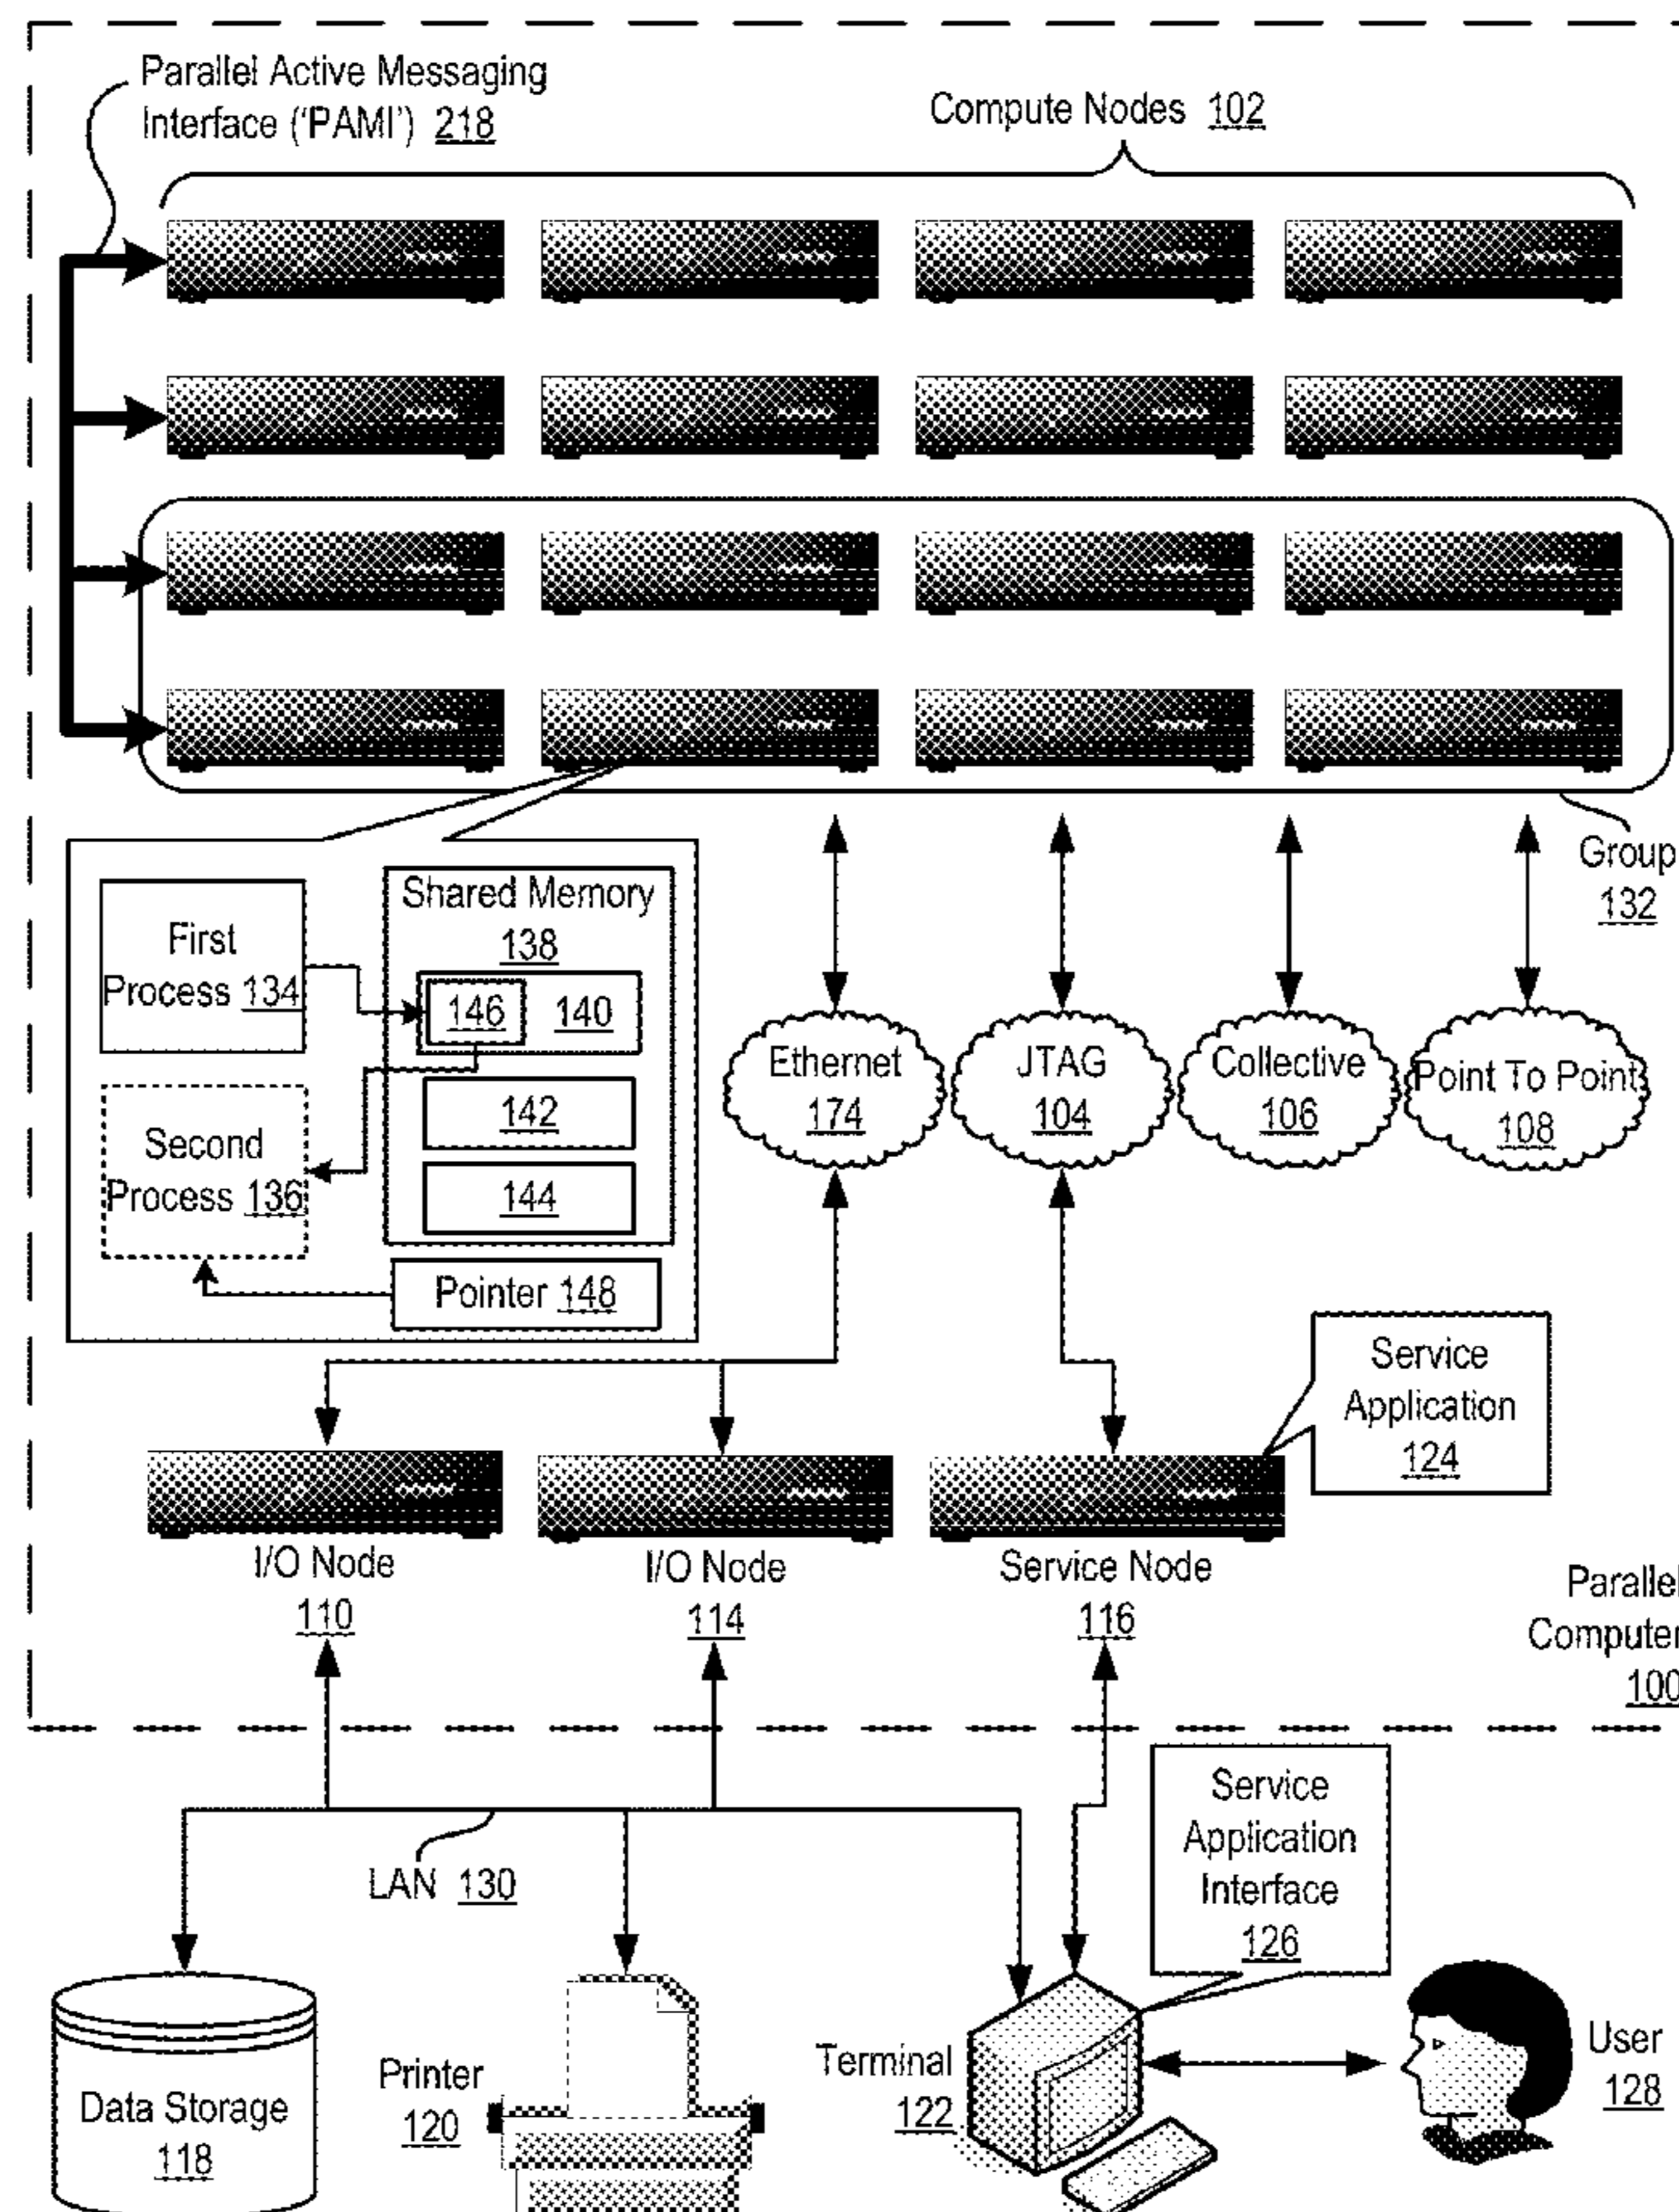 Parallel Active Messaging
Interface ('PAMI') 218
Compute Nodes 102
Group
132
Shared Memory
138
First
Process 134
146
140
142
Second
Process 136
144
Pointer 148
Ethernet
174
JTAG
104
Collective
106
Point To Point
108
Service
Application
124
I/O Node
110
I/O Node
114
Service Node
116
Parallel
Computer
100
Service
Application
Interface
126
LAN 130
Data Storage
118
Printer
120
Terminal
122
User
128